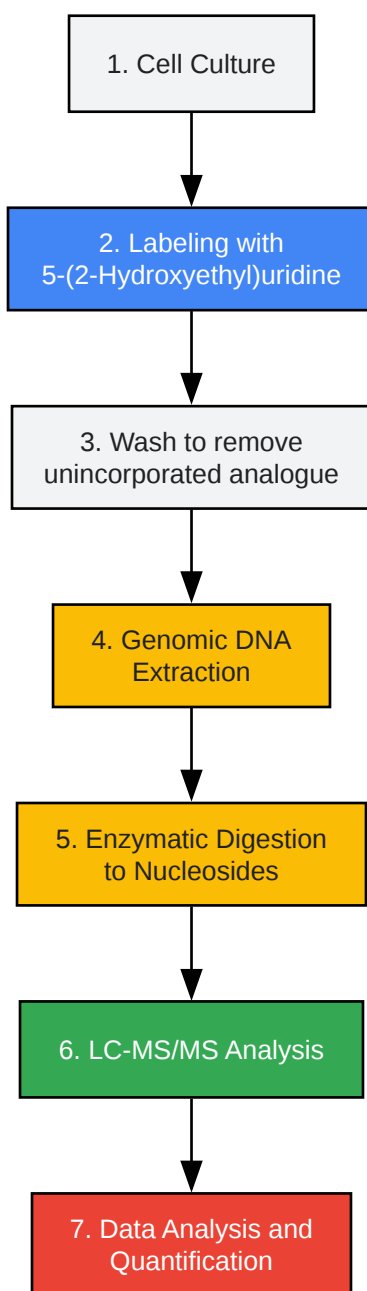 1. Cell Culture
2. Labeling with
5-(2-Hydroxyethyl)uridine
3. Wash to remove
unincorporated analogue
4. Genomic DNA
Extraction
5. Enzymatic Digestion
to Nucleosides
6. LC-MS/MS Analysis
7. Data Analysis and
Quantification